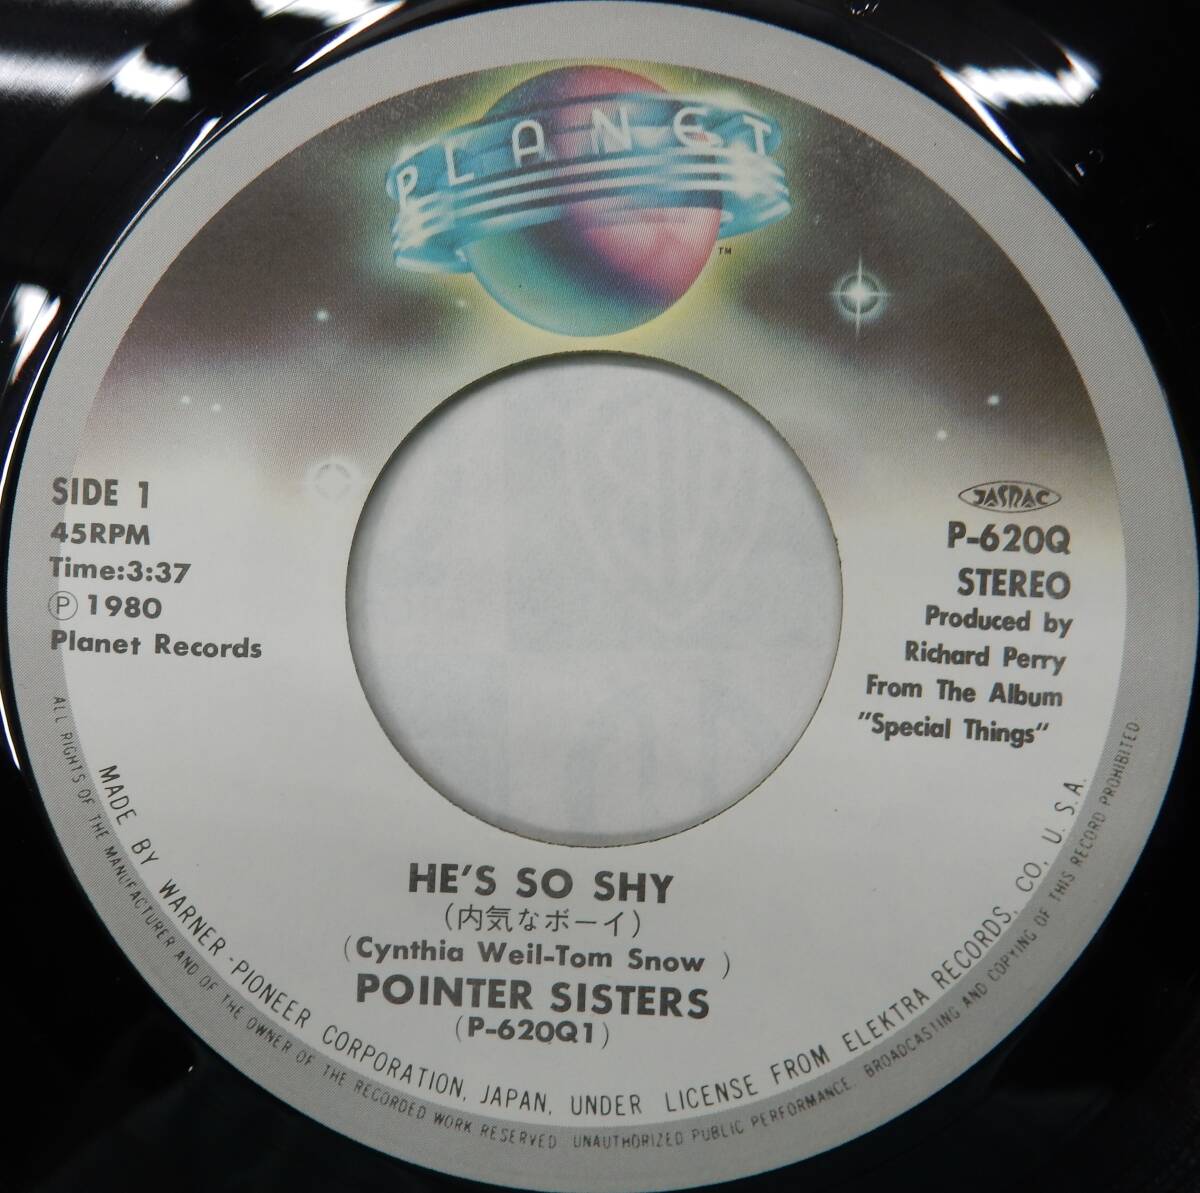 PLANET
TM
SIDE 1
45RPM
Time:3:37
Ⓟ 1980
Planet Records
JASRAC
P-620Q
STEREO
Produced by
Richard Perry
From The Album
"Special Things"
HE'S SO SHY
(内気なボーイ)
(Cynthia Weil-Tom Snow )
POINTER SISTERS
(P-620Q1)
MADE BY WARNER-PIONEER CORPORATION, JAPAN, UNDER LICENSE FROM ELEKTRA RECORDS, CO, U.S.A.
ALL RIGHTS OF THE MANUFACTURER AND OF THE OWNER OF THE RECORDED WORK RESERVED UNAUTHORIZED PUBLIC PERFORMANCE, BROADCASTING AND COPYING OF THIS RECORD PROHIBITED